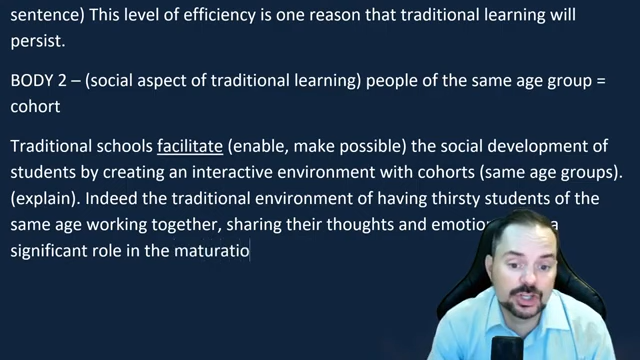 sentence) This level of efficiency is one reason that traditional learning will
persist.
BODY 2 – (social aspect of traditional learning) people of the same age group =
cohort
Traditional schools facilitate (enable, make possible) the social development of
students by creating an interactive environment with cohorts (same age groups).
(explain). Indeed the traditional environment of having thirsty students of the
same age working together, sharing their thoughts and emotio a
significant role in the maturatio